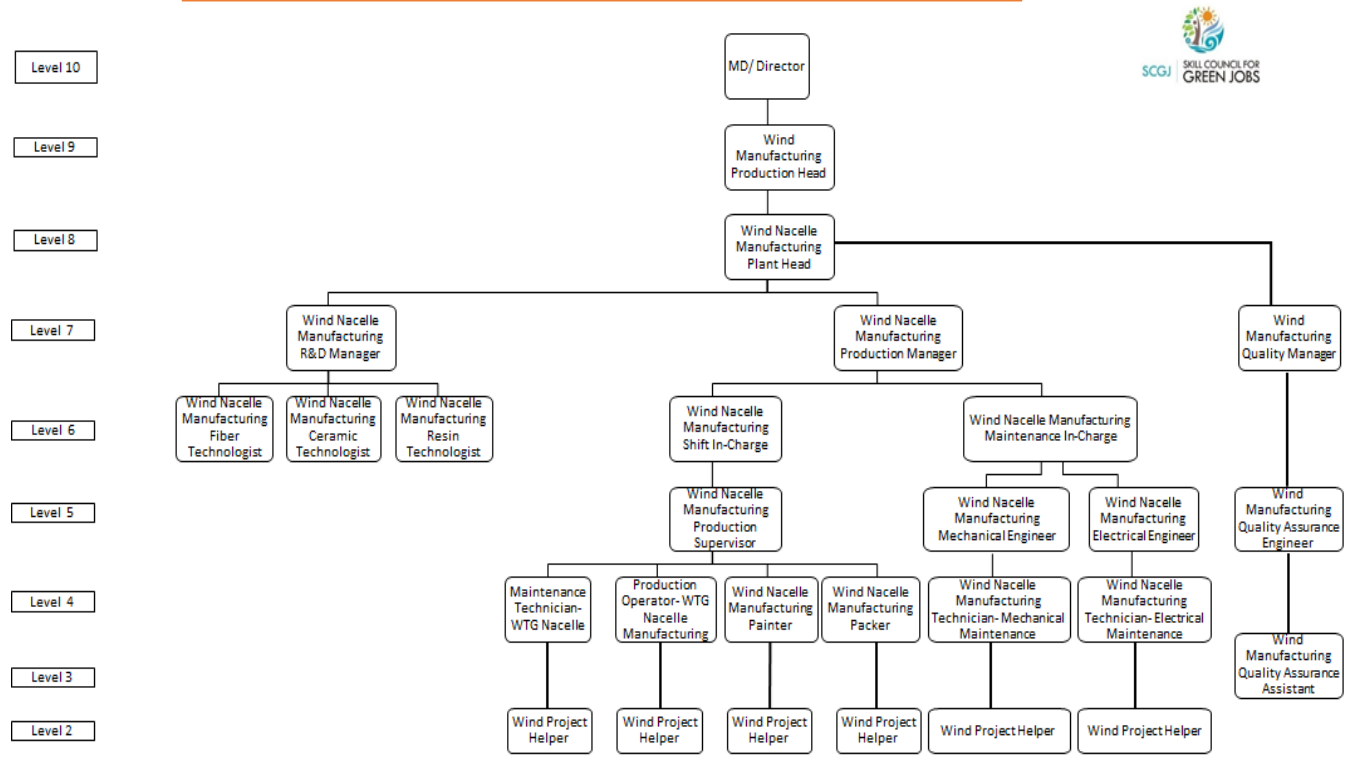 SCGJ
SKILL COUNCIL FOR
GREEN JOBS
Level 10
MD/ Director
Level 9
Wind
Manufacturing
Production Head
Level 8
Wind Nacelle
Manufacturing
Plant Head
Level 7
Wind Nacelle
Manufacturing
R&D Manager
Wind Nacelle
Manufacturing
Production Manager
Wind
Manufacturing
Quality Manager
Level 6
Wind Nacelle
Manufacturing
Fiber
Technologist
Wind Nacelle
Manufacturing
Ceramic
Technologist
Wind Nacelle
Manufacturing
Resin
Technologist
Wind Nacelle
Manufacturing
Shift In-Charge
Wind Nacelle Manufacturing
Maintenance In-Charge
Level 5
Wind Nacelle
Manufacturing
Production
Supervisor
Wind Nacelle
Manufacturing
Mechanical Engineer
Wind Nacelle
Manufacturing
Electrical Engineer
Wind
Manufacturing
Quality Assurance
Engineer
Level 4
Maintenance
Technician-
WTG Nacelle
Production
Operator- WTG
Nacelle
Manufacturing
Wind Nacelle
Manufacturing
Painter
Wind Nacelle
Manufacturing
Packer
Wind Nacelle
Manufacturing
Technician- Mechanical
Maintenance
Wind Nacelle
Manufacturing
Technician- Electrical
Maintenance
Level 3
Wind
Manufacturing
Quality Assurance
Assistant
Level 2
Wind Project
Helper
Wind Project
Helper
Wind Project
Helper
Wind Project
Helper
Wind Project Helper
Wind Project Helper